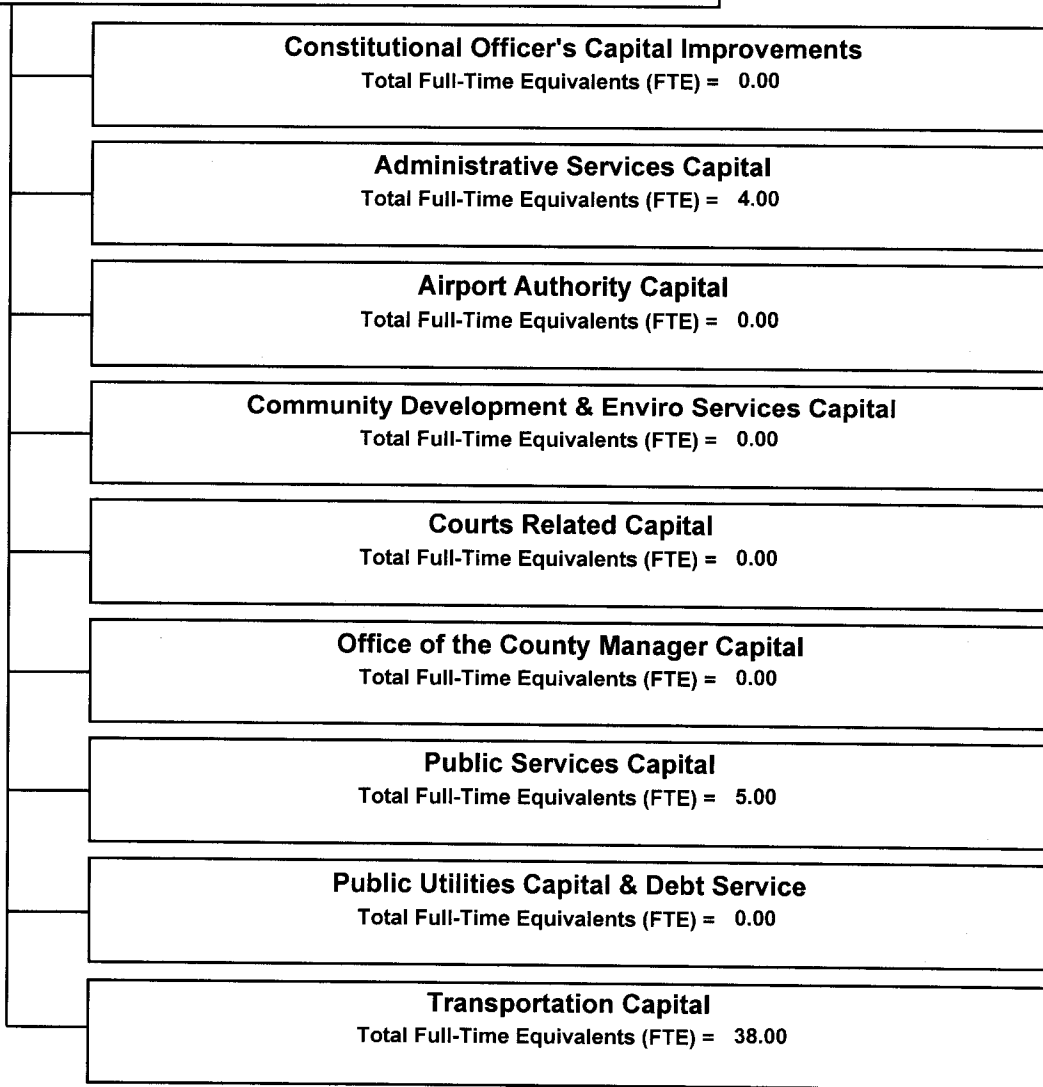 Constitutional Officer's Capital Improvements
Total Full-Time Equivalents (FTE) = 0.00
Administrative Services Capital
Total Full-Time Equivalents (FTE) = 4.00
Airport Authority Capital
Total Full-Time Equivalents (FTE) = 0.00
Community Development & Enviro Services Capital
Total Full-Time Equivalents (FTE) = 0.00
Courts Related Capital
Total Full-Time Equivalents (FTE) = 0.00
Office of the County Manager Capital
Total Full-Time Equivalents (FTE) = 0.00
Public Services Capital
Total Full-Time Equivalents (FTE) = 5.00
Public Utilities Capital & Debt Service
Total Full-Time Equivalents (FTE) = 0.00
Transportation Capital
Total Full-Time Equivalents (FTE) = 38.00